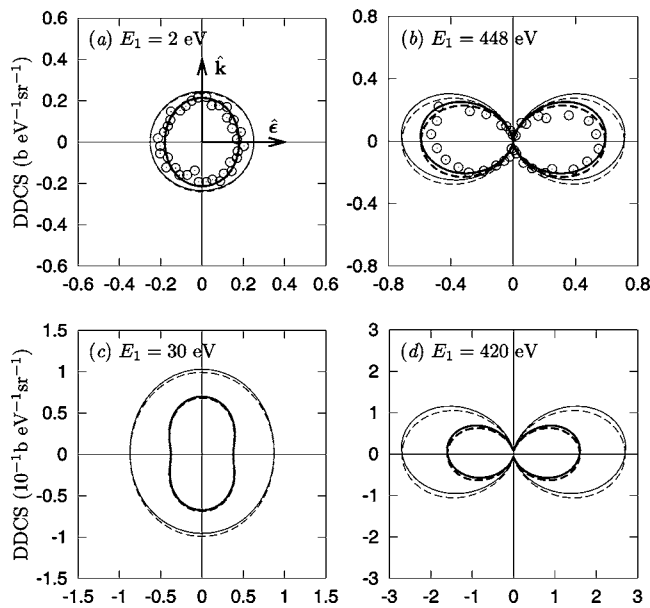 (a) E₁ = 2 eV
(b) E₁ = 448 eV
k̂
ε̂
DDCS (b eV⁻¹sr⁻¹)
0.6
0.4
0.2
0
-0.2
-0.4
-0.6
-0.6 -0.4 -0.2 0 0.2 0.4 0.6
0.8
0.4
0
-0.4
-0.8
-0.8 -0.4 0 0.4 0.8
(c) E₁ = 30 eV
(d) E₁ = 420 eV
DDCS (10⁻¹b eV⁻¹sr⁻¹)
1.5
1.0
0.5
0
-0.5
-1
-1.5
-1.5 -1 -0.5 0 0.5 1 1.5
3
2
1
0
-1
-2
-3
-3 -2 -1 0 1 2 3